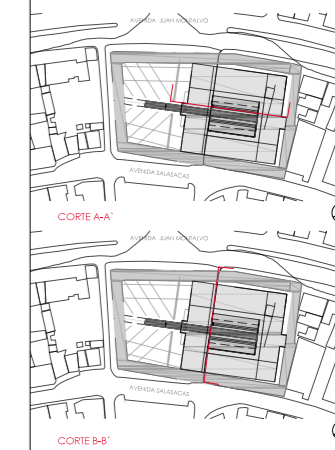 AVENIDA JUAN MONTALVO
AVENIDA SALASACAS
CORTE A-A'
AVENIDA JUAN MONTALVO
AVENIDA SALASACAS
CORTE B-B'